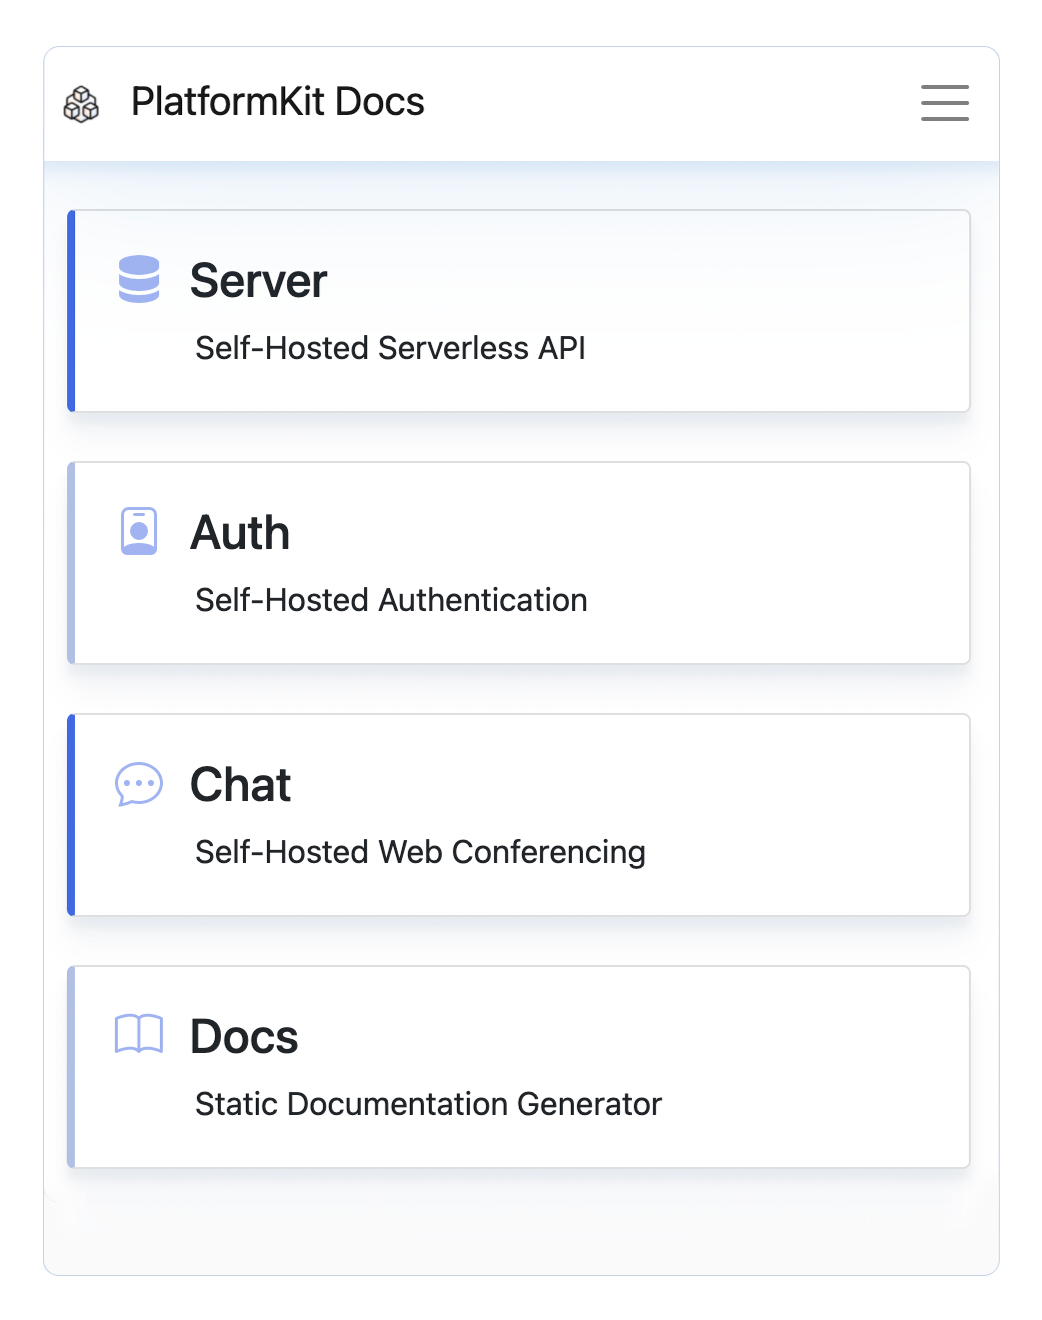 PlatformKit Docs
Server
Self-Hosted Serverless API
Auth
Self-Hosted Authentication
Chat
Self-Hosted Web Conferencing
Docs
Static Documentation Generator